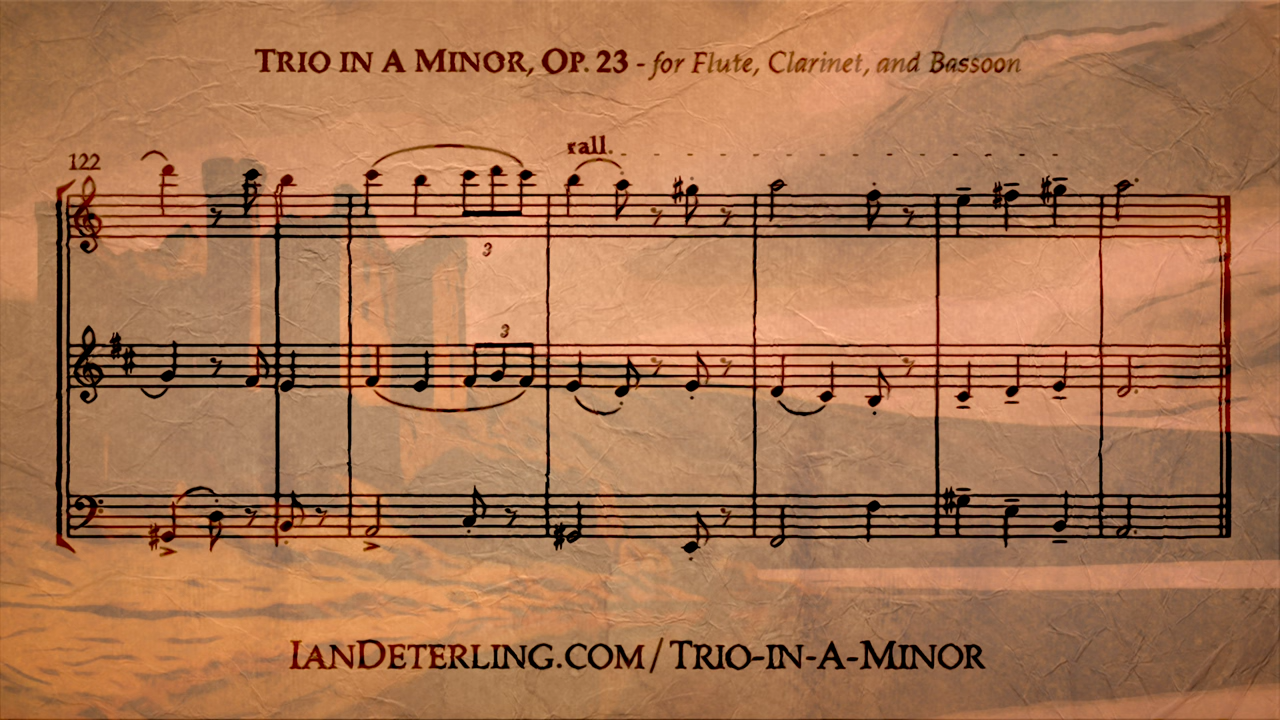 TRIO IN A MINOR, OP. 23 - for Flute, Clarinet, and Bassoon
rall.
122
3
3
IANDETERLING.COM/TRIO-IN-A-MINOR